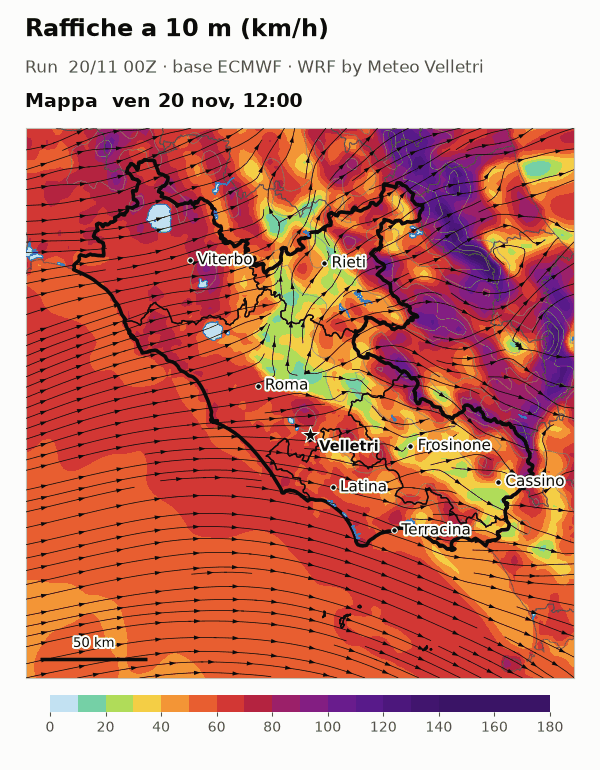 Raffiche a 10 m (km/h)
Run  20/11 00Z · base ECMWF · WRF by Meteo Velletri
Mappa  ven 20 nov, 12:00
Viterbo
Rieti
Roma
Velletri
Frosinone
Cassino
Latina
Terracina
50 km
0 20 40 60 80 100 120 140 160 180